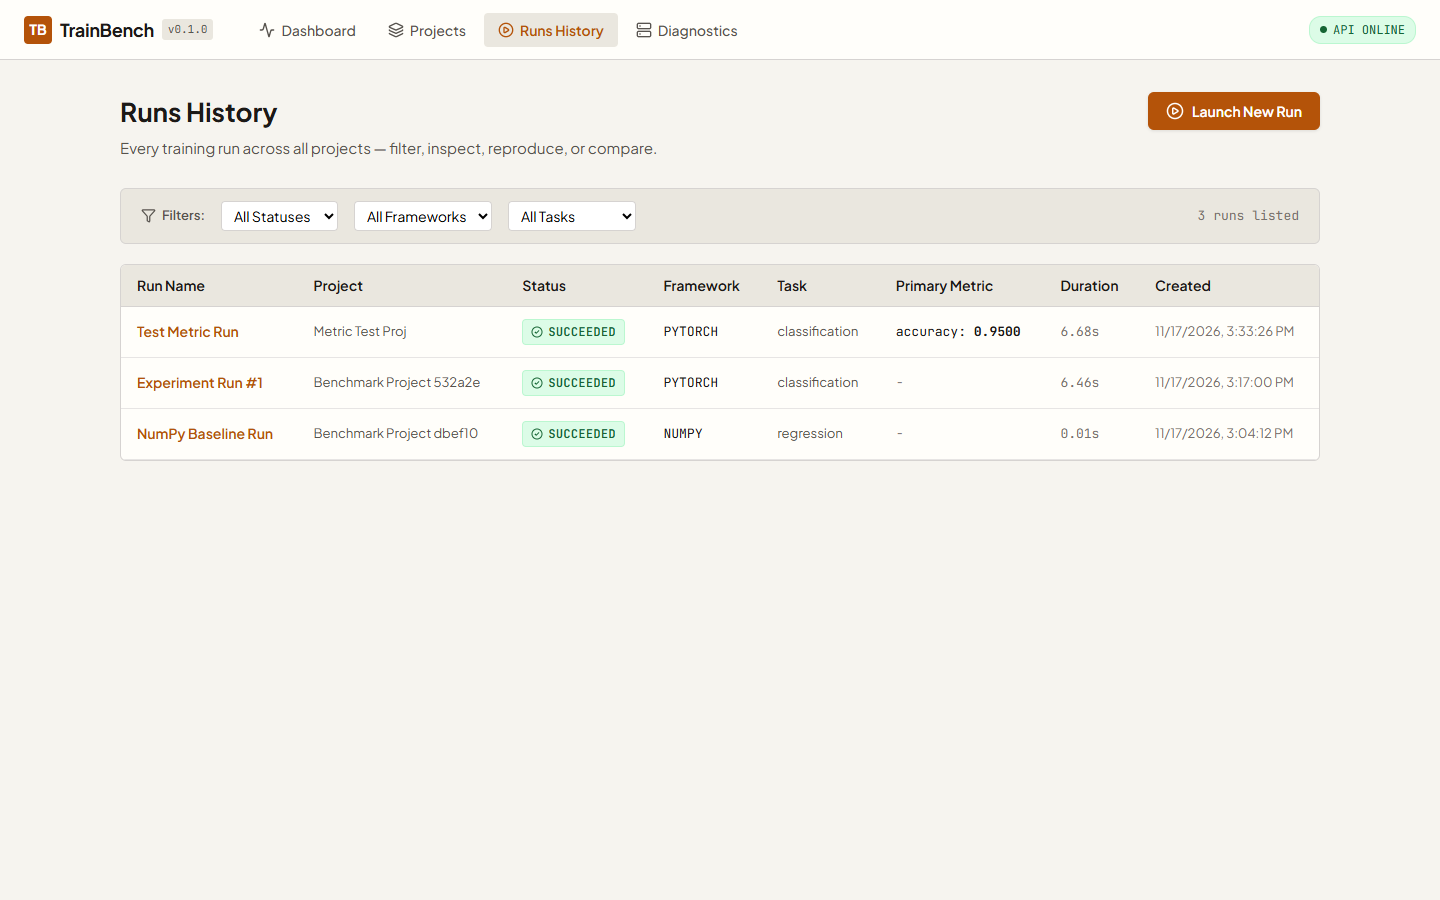 TB TrainBench v0.1.0 Dashboard Projects Runs History Diagnostics API ONLINE
Runs History
Launch New Run
Every training run across all projects — filter, inspect, reproduce, or compare.
Filters: All Statuses All Frameworks All Tasks 3 runs listed
Run Name Project Status Framework Task Primary Metric Duration Created
Test Metric Run Metric Test Proj SUCCEEDED PYTORCH classification accuracy: 0.9500 6.68s 11/17/2026, 3:33:26 PM
Experiment Run #1 Benchmark Project 532a2e SUCCEEDED PYTORCH classification - 6.46s 11/17/2026, 3:17:00 PM
NumPy Baseline Run Benchmark Project dbef10 SUCCEEDED NUMPY regression - 0.01s 11/17/2026, 3:04:12 PM